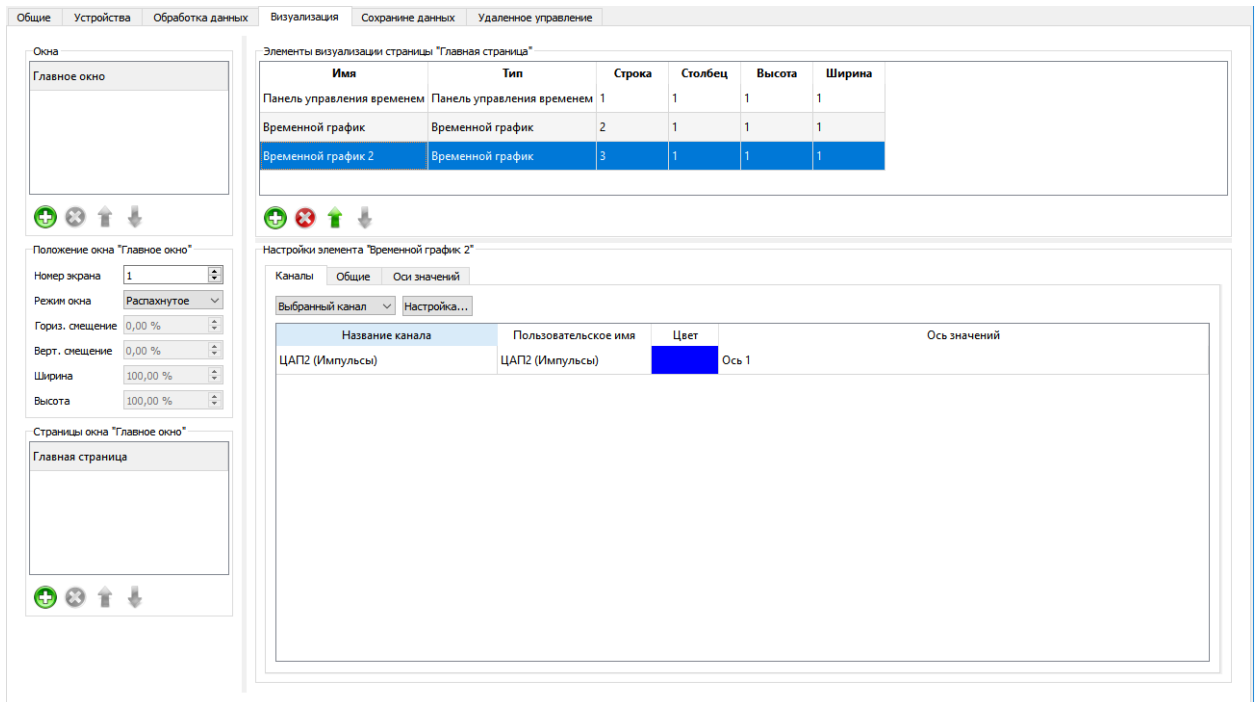 Общие Устройства Обработка данных Визуализация Сохранине данных Удаленное управление
Окна
Главное окно
Положение окна "Главное окно"
Номер экрана 1
Режим окна Распахнутое
Гориз. смещение 0,00 %
Верт. смещение 0,00 %
Ширина 100,00 %
Высота 100,00 %
Страницы окна "Главное окно"
Главная страница
Элементы визуализации страницы "Главная страница"
Имя Тип Строка Столбец Высота Ширина
Панель управления временем Панель управления временем 1 1 1 1
Временной график Временной график 2 1 1 1
Временной график 2 Временной график 3 1 1 1
Настройки элемента "Временной график 2"
Каналы Общие Оси значений
Выбранный канал Настройка...
Название канала Пользовательское имя Цвет Ось значений
ЦАП2 (Импульсы) ЦАП2 (Импульсы) Ось 1